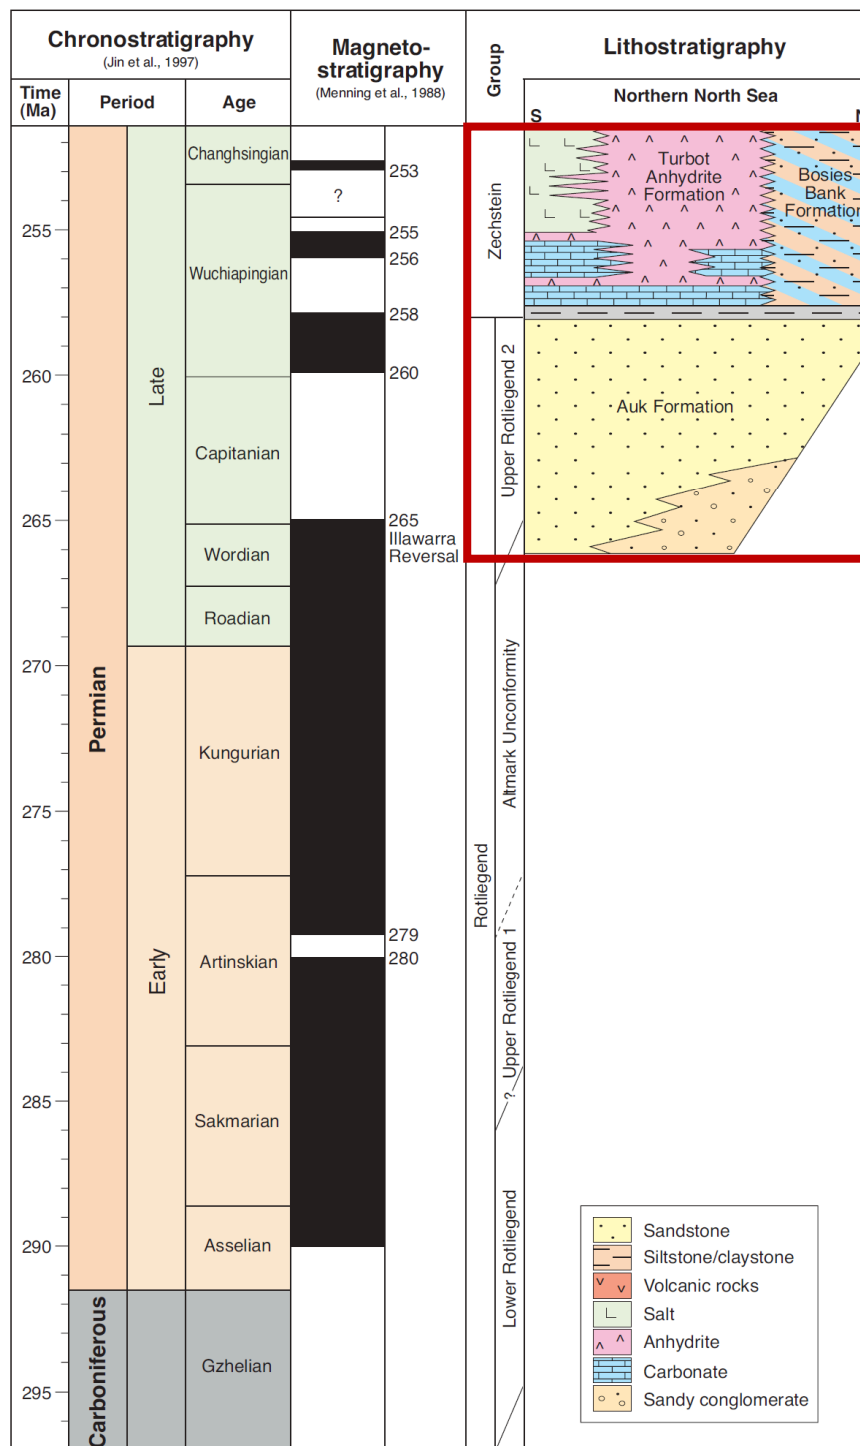 Chronostratigraphy
(Jin et al., 1997)
Magneto-
stratigraphy
(Menning et al., 1988)
Group
Lithostratigraphy
Time
(Ma)
Period
Age
Northern North Sea
S
N
Permian
Carboniferous
Late
Early
Changhsingian
Wuchiapingian
Capitanian
Wordian
Roadian
Kungurian
Artinskian
Sakmarian
Asselian
Gzhelian
255
260
265
270
275
280
285
290
295
253
?
255
256
258
260
265
Illawarra
Reversal
279
280
Zechstein
Rotliegend
Upper Rotliegend 2
Altmark Unconformity
? Upper Rotliegend 1
Lower Rotliegend
Turbot
Anhydrite
Formation
Bosies
Bank
Formation
Auk Formation
Sandstone
Siltstone/claystone
Volcanic rocks
Salt
Anhydrite
Carbonate
Sandy conglomerate